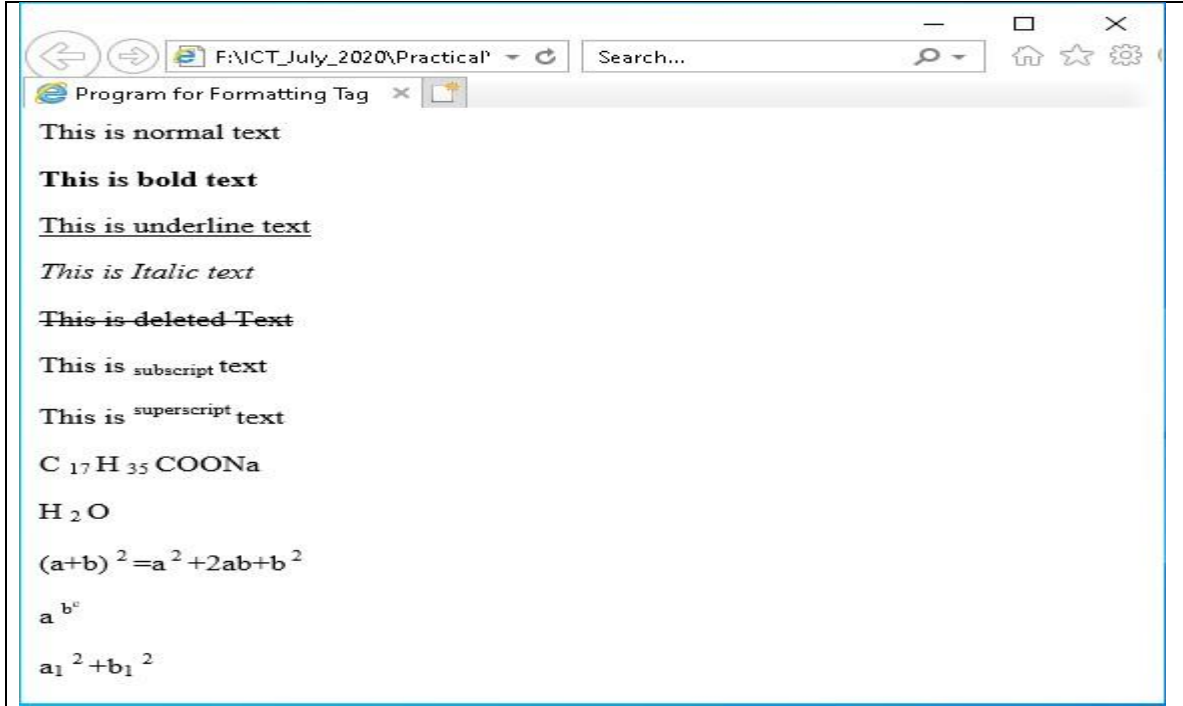 F:\ICT_July_2020\Practical'
Search...
Program for Formatting Tag
This is normal text
This is bold text
This is underline text
This is Italic text
This is deleted Text
This is subscript text
This is superscript text
C 17 H 35 COONa
H 2 O
(a+b) 2 =a 2 +2ab+b 2
a b c
a1 2 +b1 2